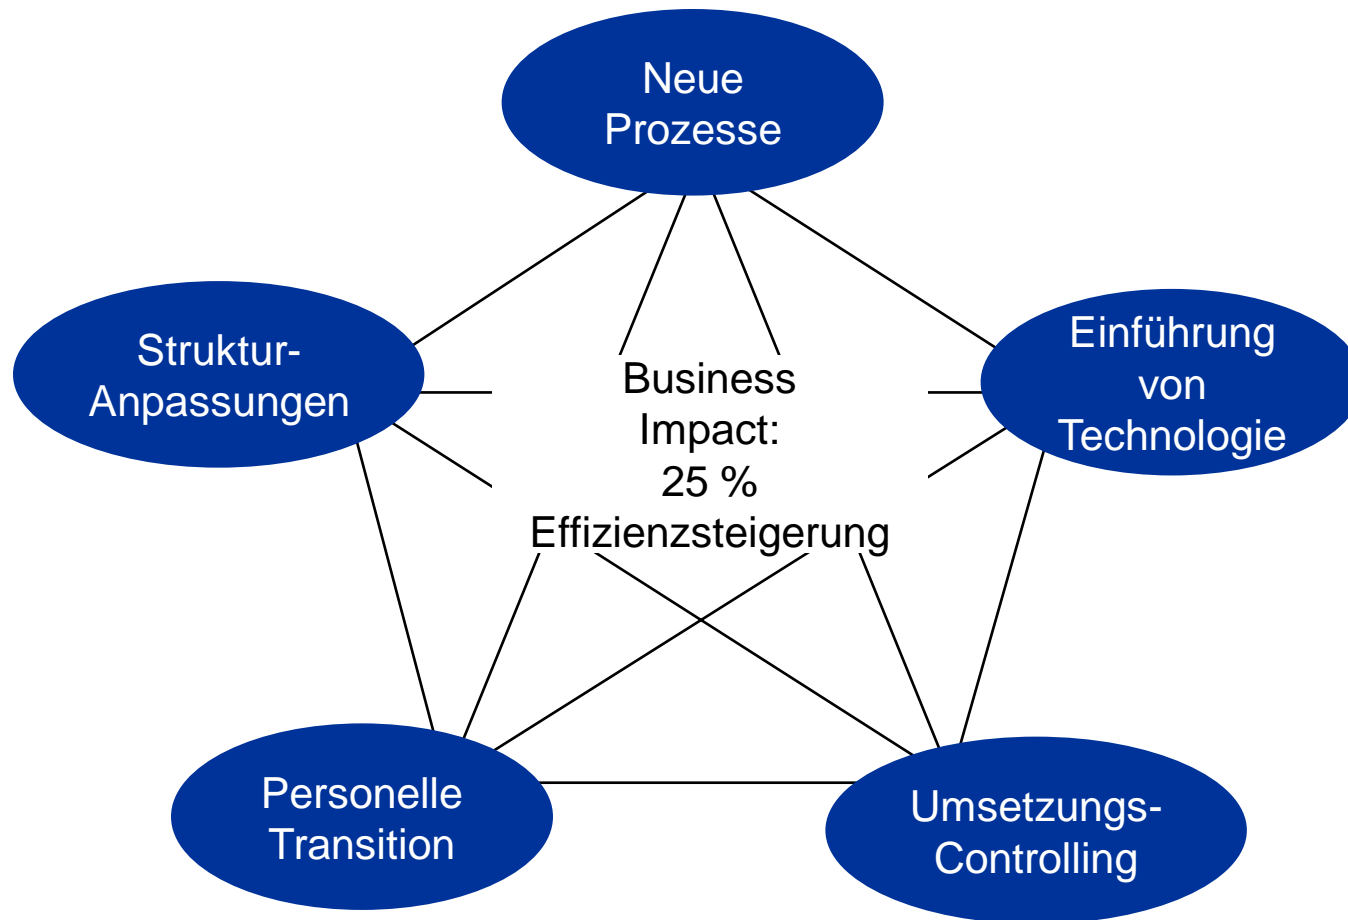 Neue
Prozesse
Struktur-
Anpassungen
Einführung
von
Technologie
Business
Impact:
25 %
Effizienzsteigerung
Personelle
Transition
Umsetzungs-
Controlling